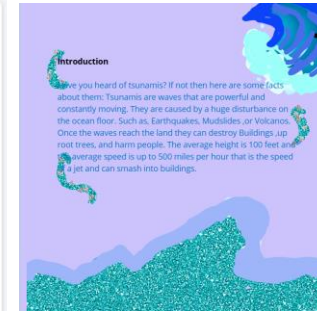 Introduction
you heard of tsunamis? If not then here are some facts
about them: Tsunami are waves that are powerful and
constantly moving. They are caused by a huge disturbance on
the ocean floor. Such as, Earthquakes, Mudslides ,or Volcanos.
Once the waves reach the land they can destroy Buildings ,up
root trees, and harm people. The average height is 100 feet and
average speed is up to 500 miles per hour that is the speed
a jet and can smash into buildings.